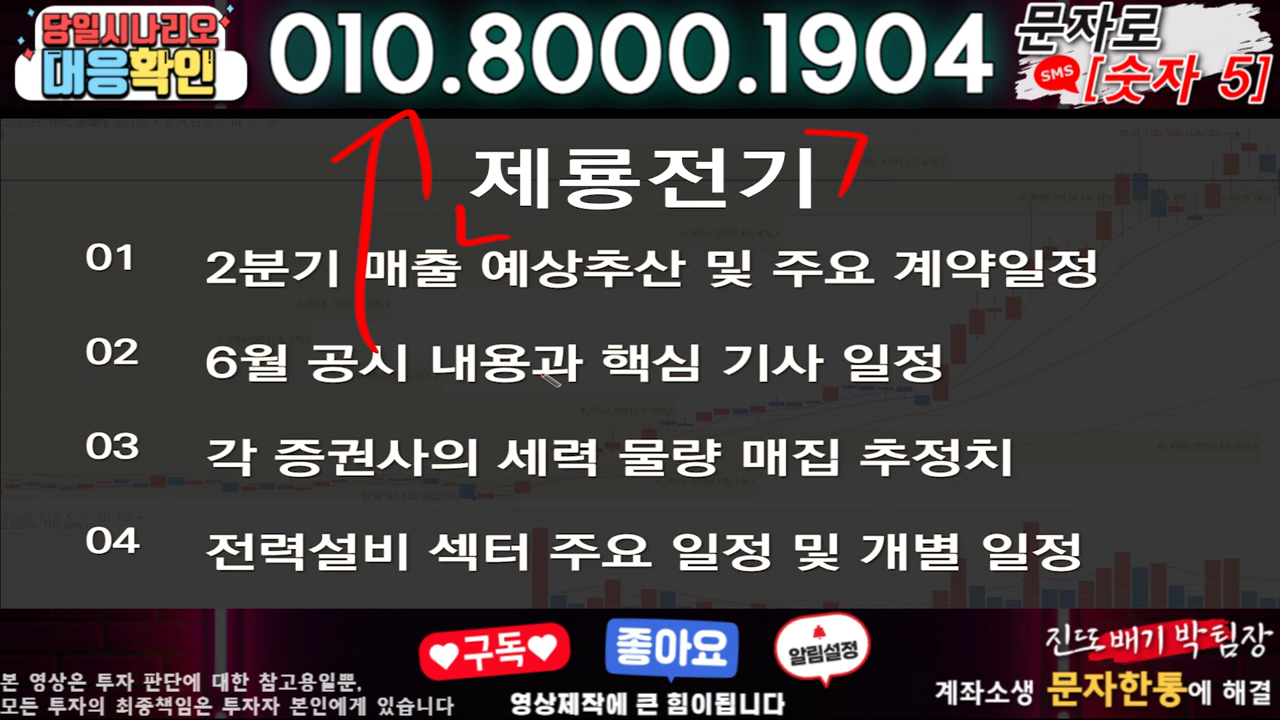 당일시나리오
대응확인
010.8000.1904
문자로
SMS
[숫자 5]
제룡전기
01 2분기 매출 예상추산 및 주요 계약일정
02 6월 공시 내용과 핵심 기사 일정
03 각 증권사의 세력 물량 매집 추정치
04 전력설비 섹터 주요 일정 및 개별 일정
구독
좋아요
알림설정
진또배기 박팀장
본 영상은 투자 판단에 대한 참고용일뿐,
모든 투자의 최종책임은 투자자 본인에게 있습니다
영상제작에 큰 힘이됩니다
계좌소생 문자한통에 해결